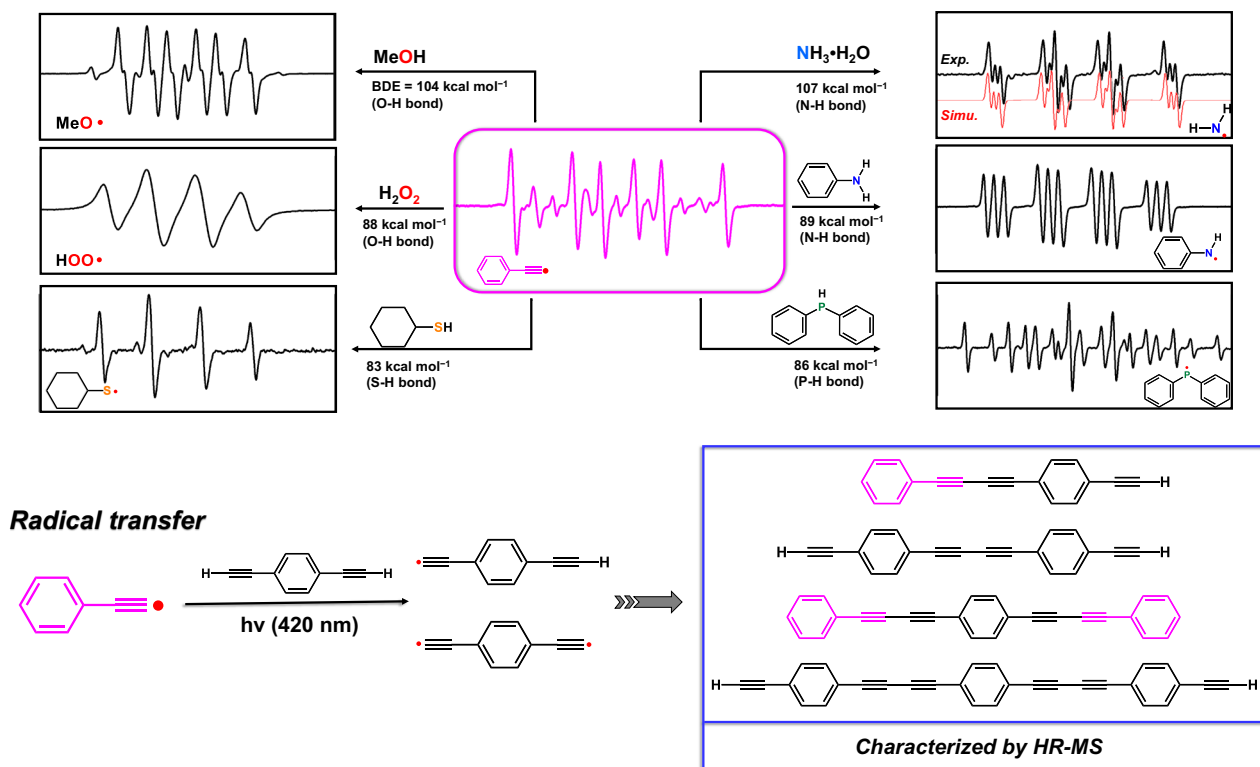 MeOH
BDE = 104 kcal mol⁻¹
(O-H bond)
MeO •
H₂O₂
88 kcal mol⁻¹
(O-H bond)
HOO•
SH
83 kcal mol⁻¹
(S-H bond)
S•
NH₃•H₂O
107 kcal mol⁻¹
(N-H bond)
Exp.
Simu.
H
H–N•
H
N
H
89 kcal mol⁻¹
(N-H bond)
H
N•
H
P
86 kcal mol⁻¹
(P-H bond)
•
P
Radical transfer
H H
hv (420 nm)
H
H
H H
H H
Characterized by HR-MS